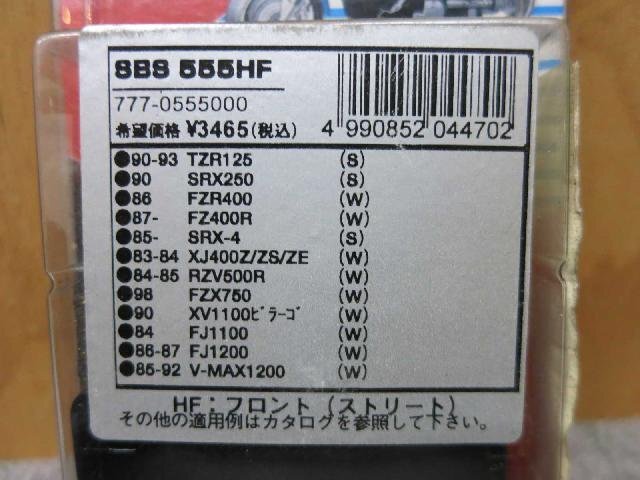 SBS 555HF
777-0555000
希望価格 ¥3465(税込)
4 990852 044702
●90-93 TZR125 (S)
●90 SRX250 (S)
●86 FZR400 (W)
●87- FZ400R (W)
●85- SRX-4 (S)
●83-84 XJ400Z/ZS/ZE (W)
●84-85 RZV500R (W)
●98 FZX750 (W)
●90 XV1100ﾋﾞﾗｰｺﾞ (W)
●84 FJ1100 (W)
●86-87 FJ1200 (W)
●85-92 V-MAX1200 (W)
HF：フロント（ストリート）
その他の適用例はカタログを参照して下さい。